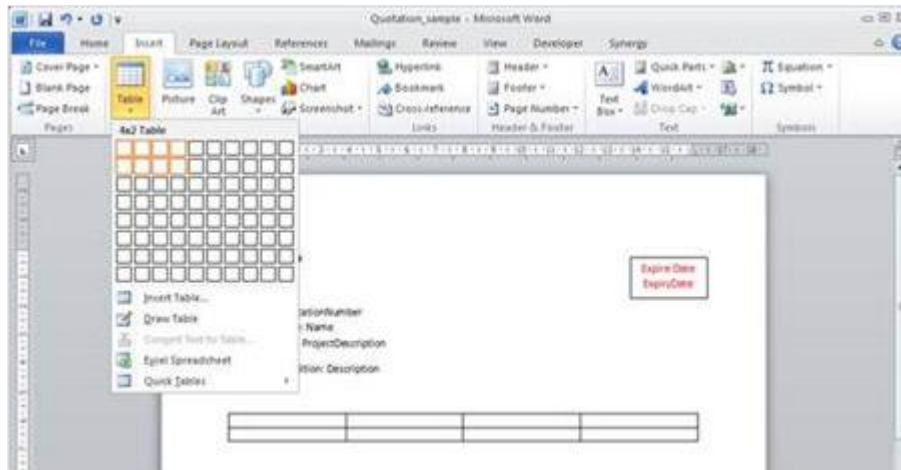 Quotation_sample - Microsoft Word
File Home Insert Page Layout References Mailings Review View Developer Synergy
Cover Page
Blank Page
Page Break
Pages
Table
Picture
Clip Art
Shapes
SmartArt
Chart
Screenshot
Hyperlink
Bookmark
Cross-reference
Links
Header
Footer
Page Number
Header & Footer
Text Box
Quick Parts
WordArt
Drop Cap
Text
Equation
Symbol
Symbols
4x2 Table
Insert Table...
Draw Table
Convert Text to Table...
Excel Spreadsheet
Quick Tables
Expire Date
ExpiryDate
tationNumber
: Name
: ProjectDescription
ition: Description